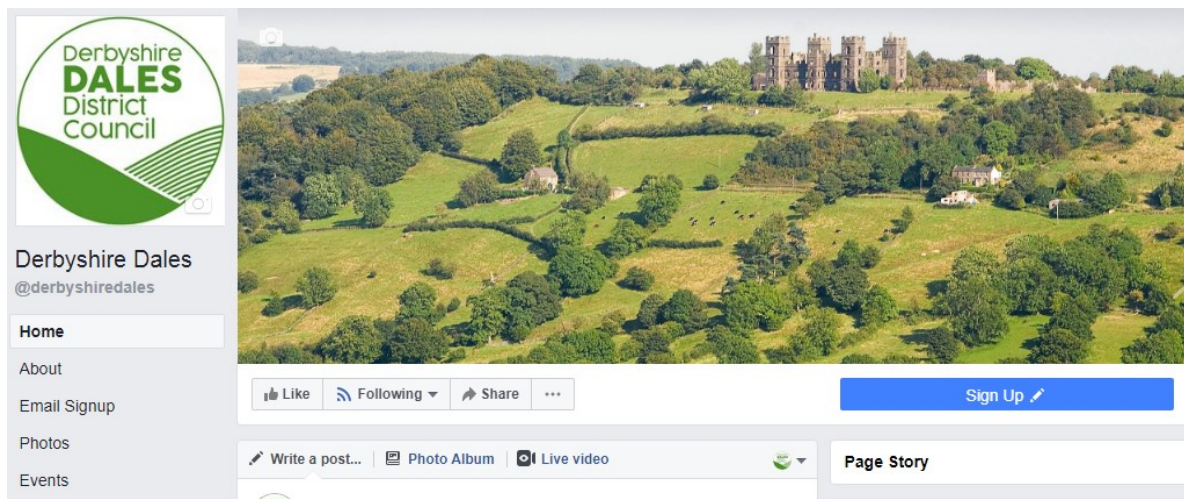 Derbyshire
DALES
District
Council
Derbyshire Dales
@derbyshiredales
Home
About
Email Signup
Photos
Events
Like Following Share ...
Sign Up
Write a post... Photo Album Live video
Page Story